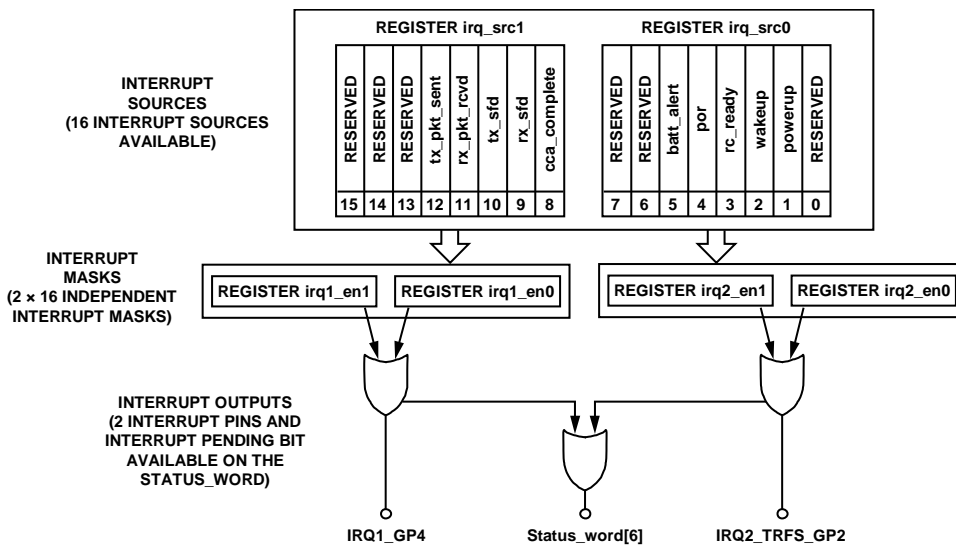 REGISTER irq_src1
REGISTER irq_src0
INTERRUPT
SOURCES
(16 INTERRUPT SOURCES
AVAILABLE)
RESERVED
RESERVED
RESERVED
tx_pkt_sent
rx_pkt_rcvd
tx_sfd
rx_sfd
cca_complete
RESERVED
RESERVED
batt_alert
por
rc_ready
wakeup
powerup
RESERVED
15 14 13 12 11 10 9 8
7 6 5 4 3 2 1 0
INTERRUPT
MASKS
(2 × 16 INDEPENDENT
INTERRUPT MASKS)
REGISTER irq1_en1
REGISTER irq1_en0
REGISTER irq2_en1
REGISTER irq2_en0
INTERRUPT OUTPUTS
(2 INTERRUPT PINS AND
INTERRUPT PENDING BIT
AVAILABLE ON THE
STATUS_WORD)
IRQ1_GP4
Status_word[6]
IRQ2_TRFS_GP2